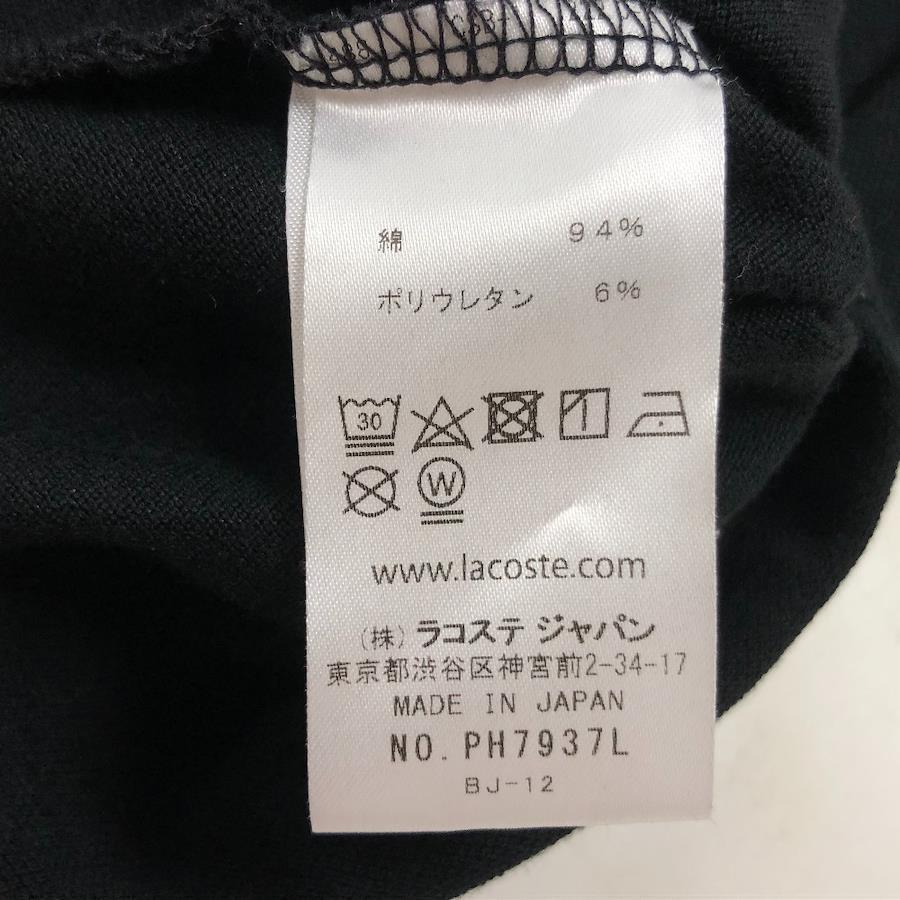 綿 94%
ポリウレタン 6%
30
W
www.lacoste.com
(株) ラコステ ジャパン
東京都渋谷区神宮前2-34-17
MADE IN JAPAN
NO. PH7937L
BJ-12